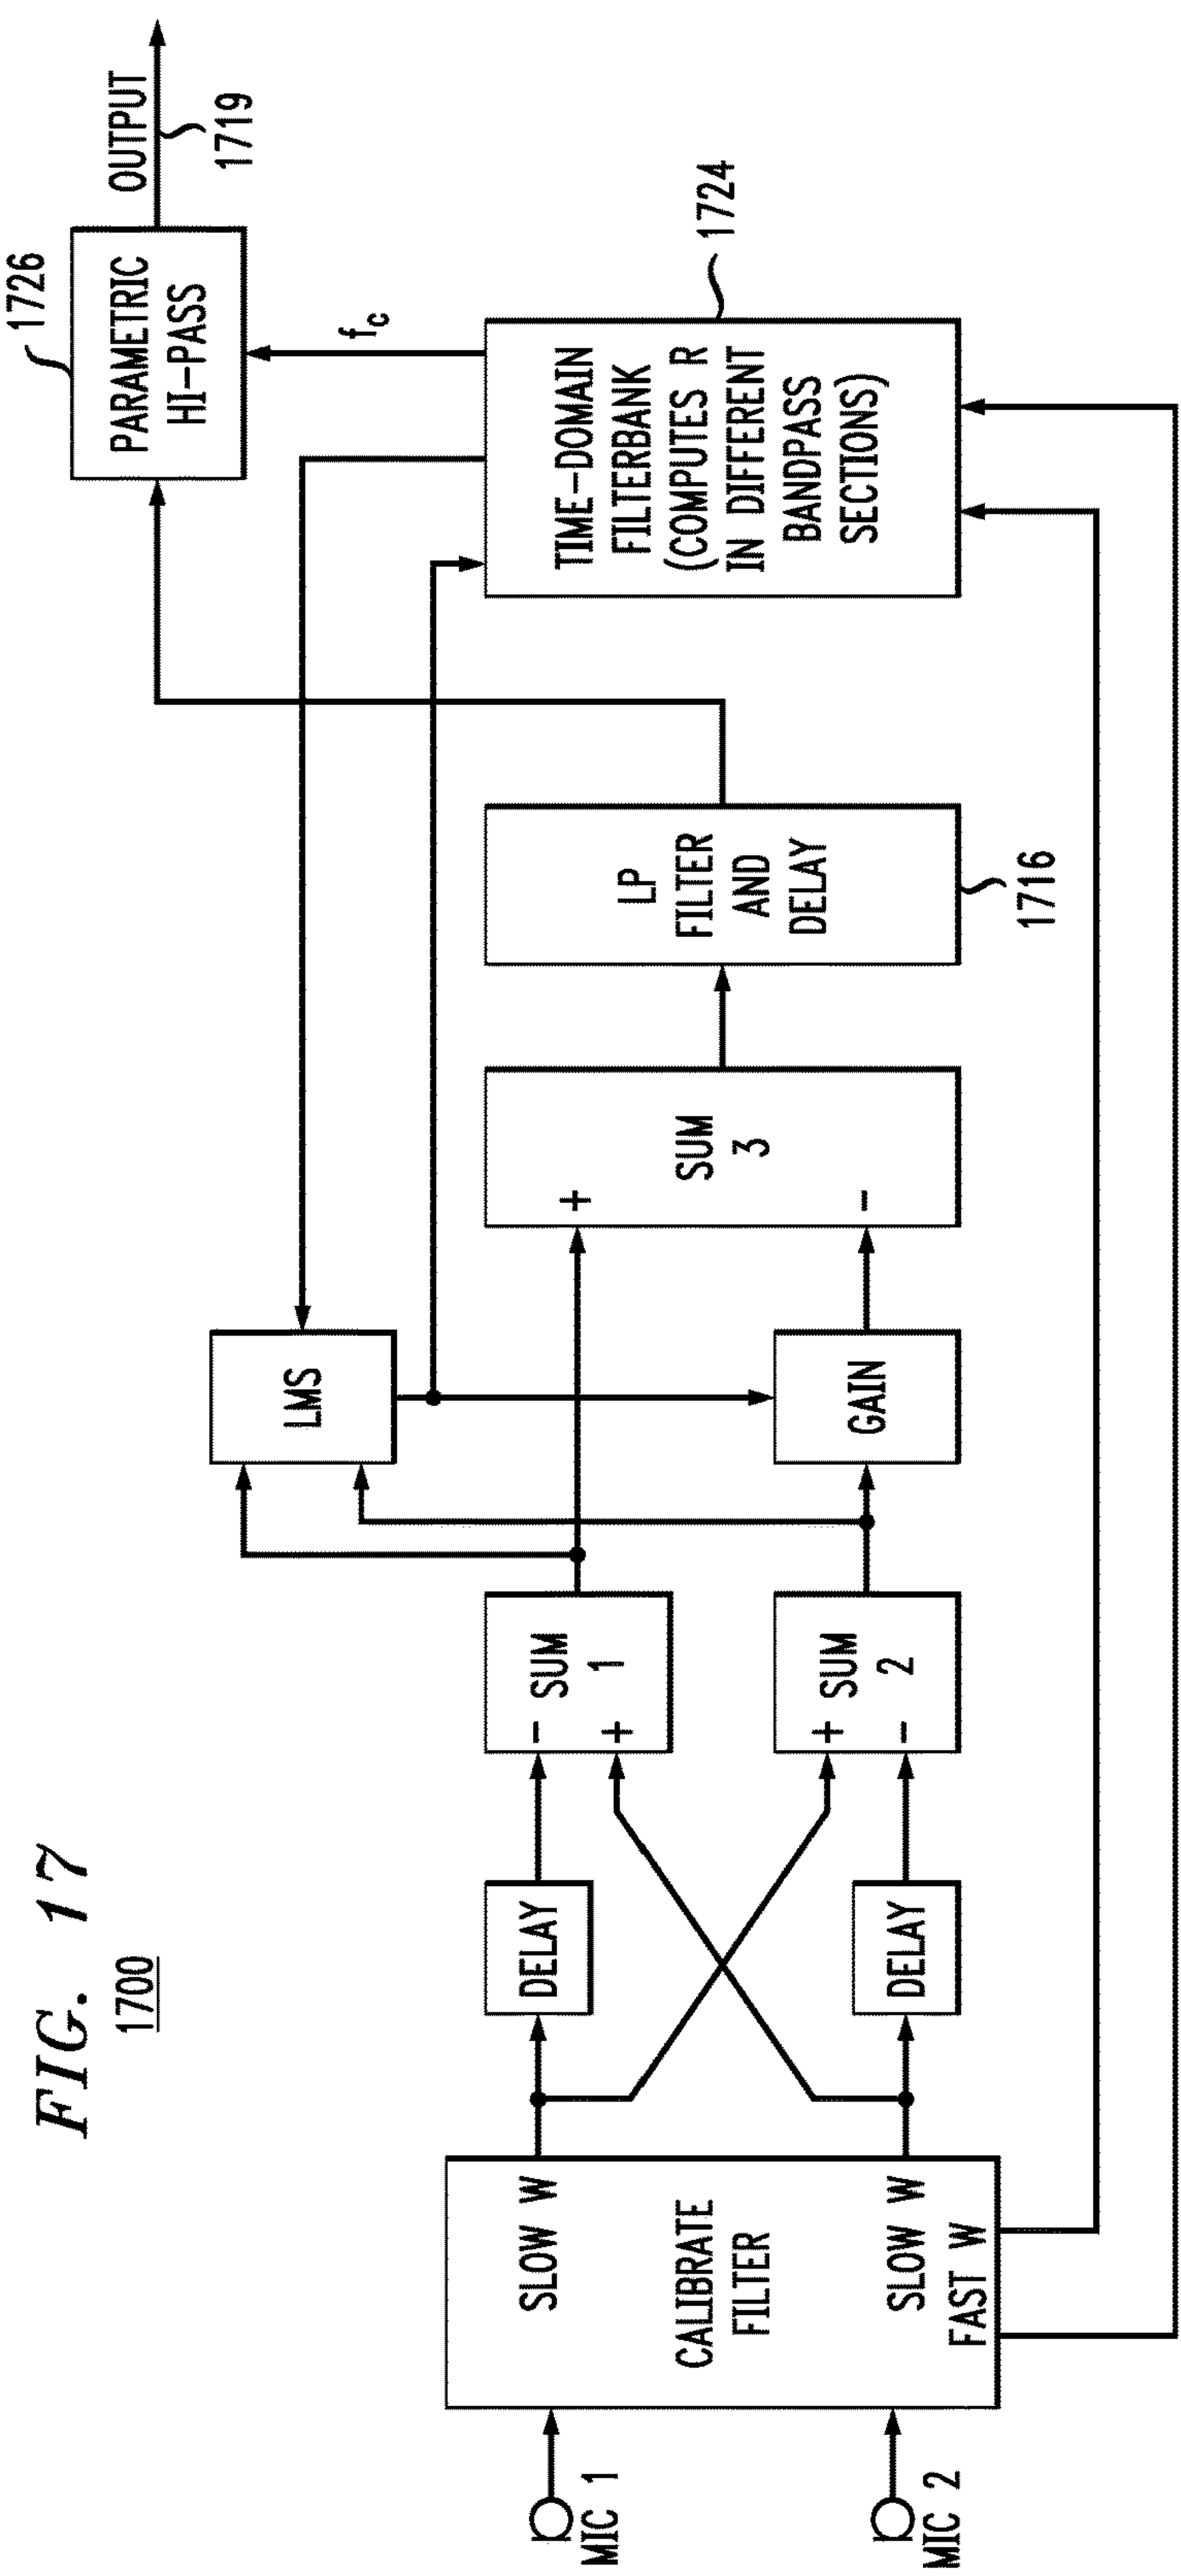 FIG. 17
1700
MIC 1
MIC 2
CALIBRATE
FILTER
SLOW W
SLOW W
FAST W
DELAY
DELAY
-
+
SUM
1
+
-
SUM
2
LMS
GAIN
+
-
SUM
3
LP
FILTER
AND
DELAY
1716
TIME-DOMAIN
FILTERBANK
(COMPUTES R
IN DIFFERENT
BANDPASS
SECTIONS)
1724
fc
PARAMETRIC
HI-PASS
1726
OUTPUT
1719